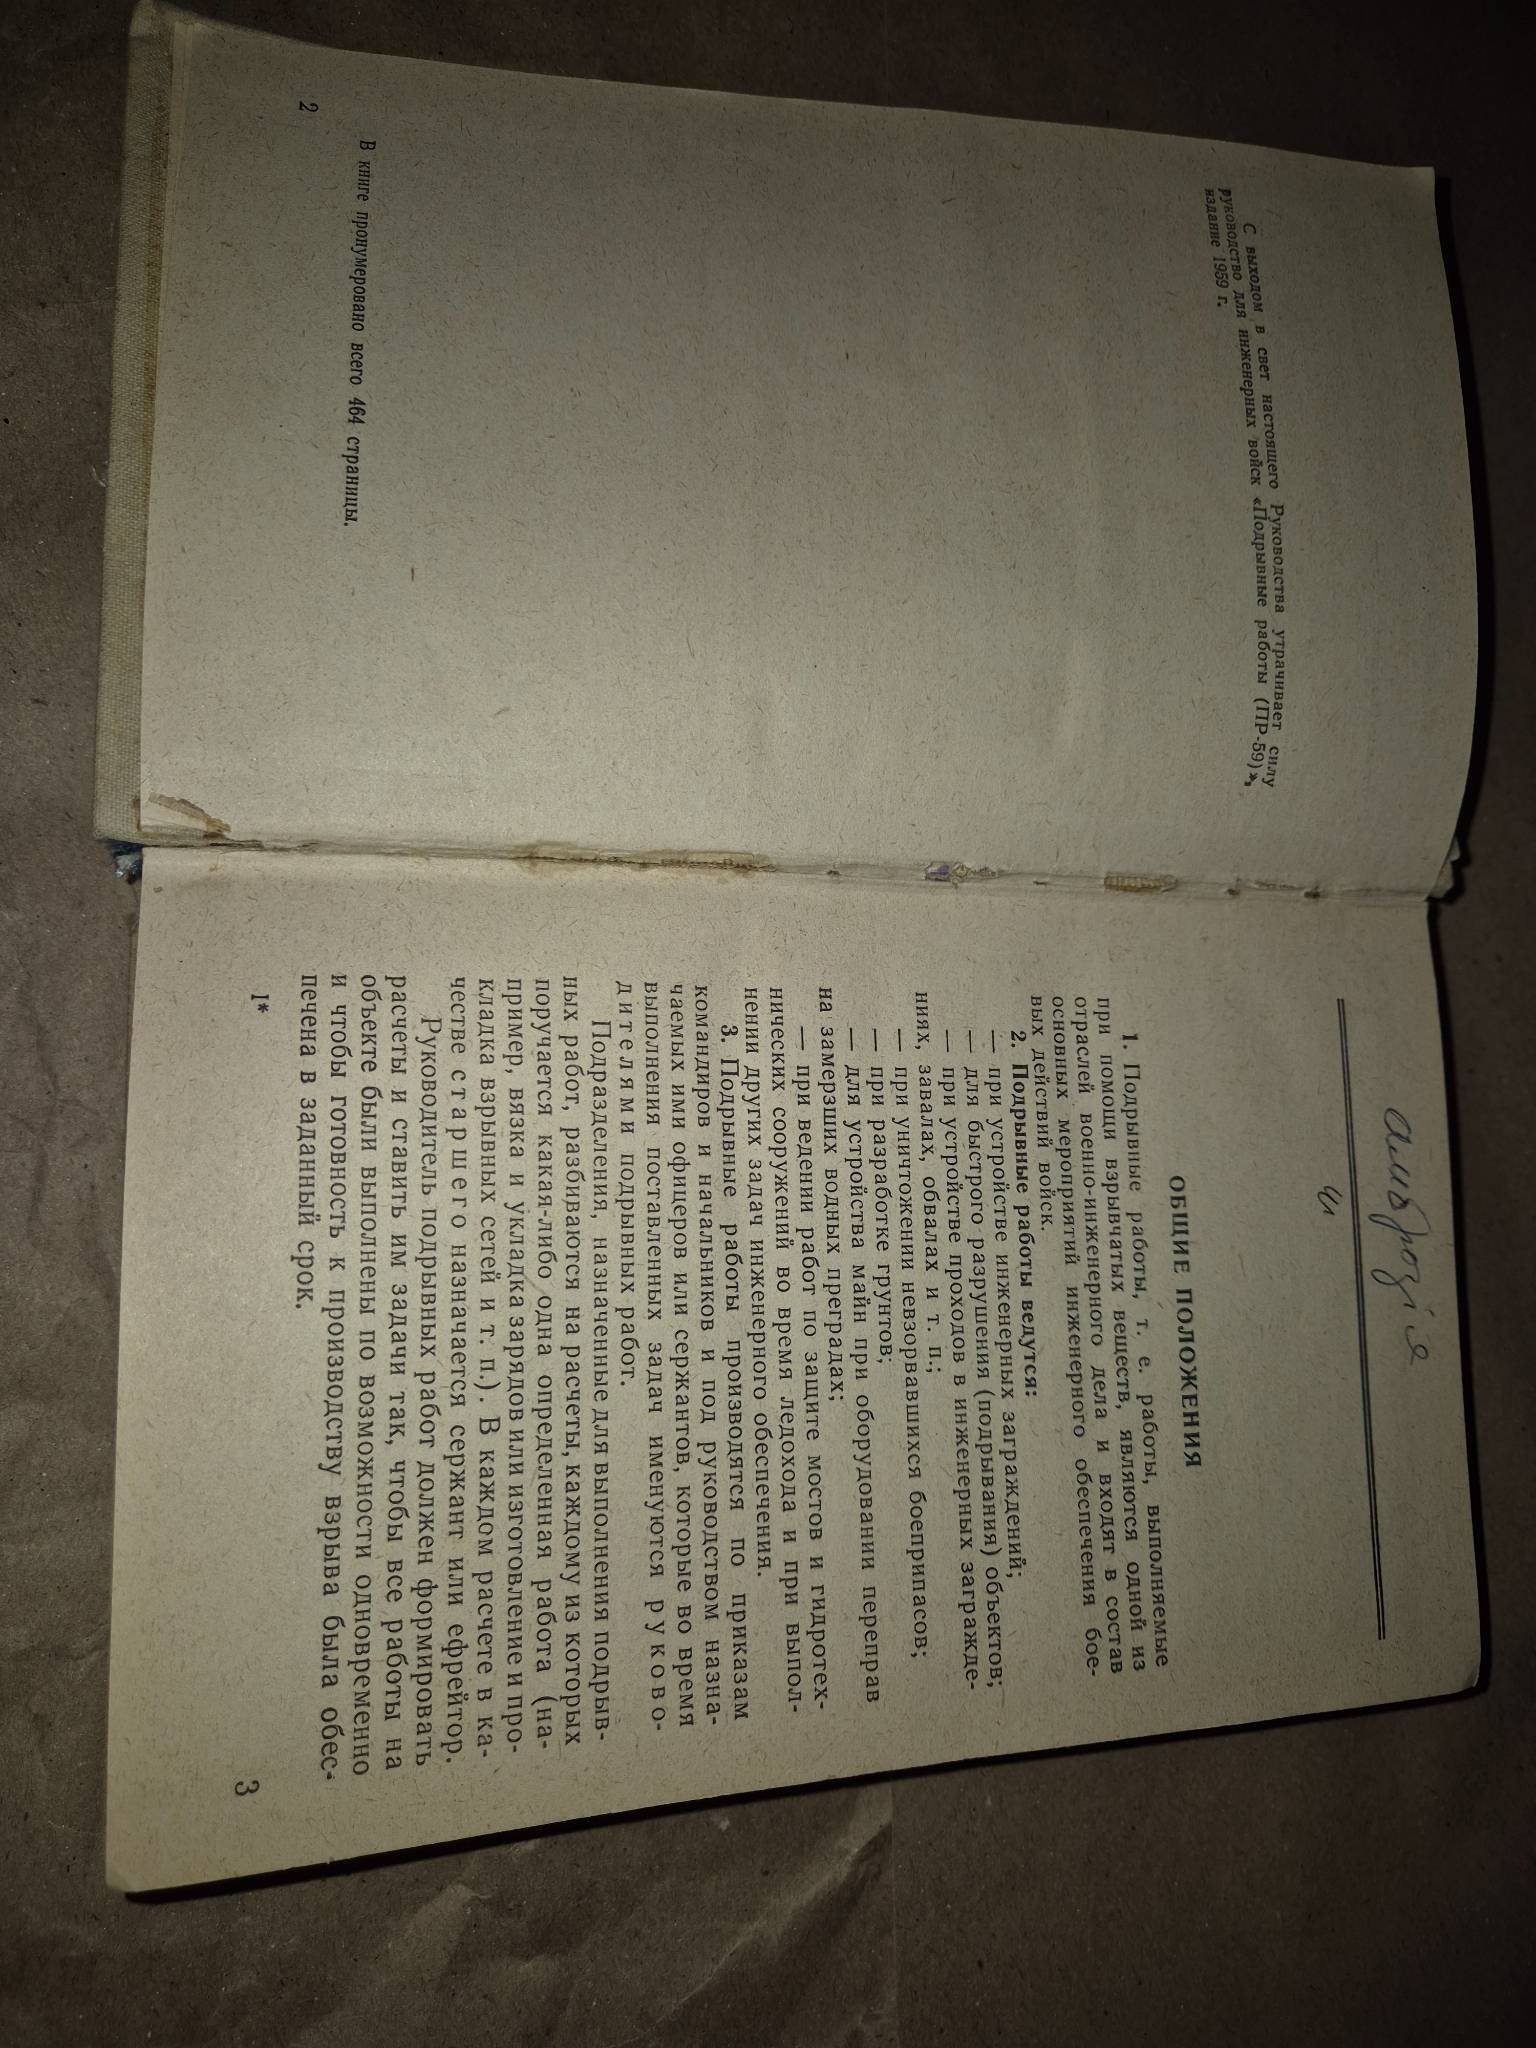 С выходом в свет настоящего Руководства утрачивает силу
руководство для инженерных войск «Подрывные работы (ПР-59)»,
издание 1959 г.
В книге пронумеровано всего 464 страницы.
2
амброзія
ОБЩИЕ ПОЛОЖЕНИЯ
1. Подрывные работы, т. е. работы, выполняемые
при помощи взрывчатых веществ, являются одной из
отраслей военно-инженерного дела и входят в состав
основных мероприятий инженерного обеспечения бое-
вых действий войск.
2. Подрывные работы ведутся:
— при устройстве инженерных заграждений;
— для быстрого разрушения (подрывания) объектов;
— при устройстве проходов в инженерных загражде-
ниях, завалах, обвалах и т. п.;
— при уничтожении невзорвавшихся боеприпасов;
— при разработке грунтов;
— для устройства майн при оборудовании переправ
на замерзших водных преградах;
— при ведении работ по защите мостов и гидротех-
нических сооружений во время ледохода и при выпол-
нении других задач инженерного обеспечения.
3. Подрывные работы производятся по приказам
командиров и начальников и под руководством назна-
чаемых ими офицеров или сержантов, которые во время
выполнения поставленных задач именуются руково-
дителями подрывных работ.
Подразделения, назначенные для выполнения подрыв-
ных работ, разбиваются на расчеты, каждому из которых
поручается какая-либо одна определенная работа (на-
пример, вязка и укладка зарядов или изготовление и про-
кладка взрывных сетей и т. п.). В каждом расчете в ка-
честве старшего назначается сержант или ефрейтор.
Руководитель подрывных работ должен формировать
расчеты и ставить им задачи так, чтобы все работы на
объекте были выполнены по возможности одновременно
и чтобы готовность к производству взрыва была обес-
печена в заданный срок.
1*
3